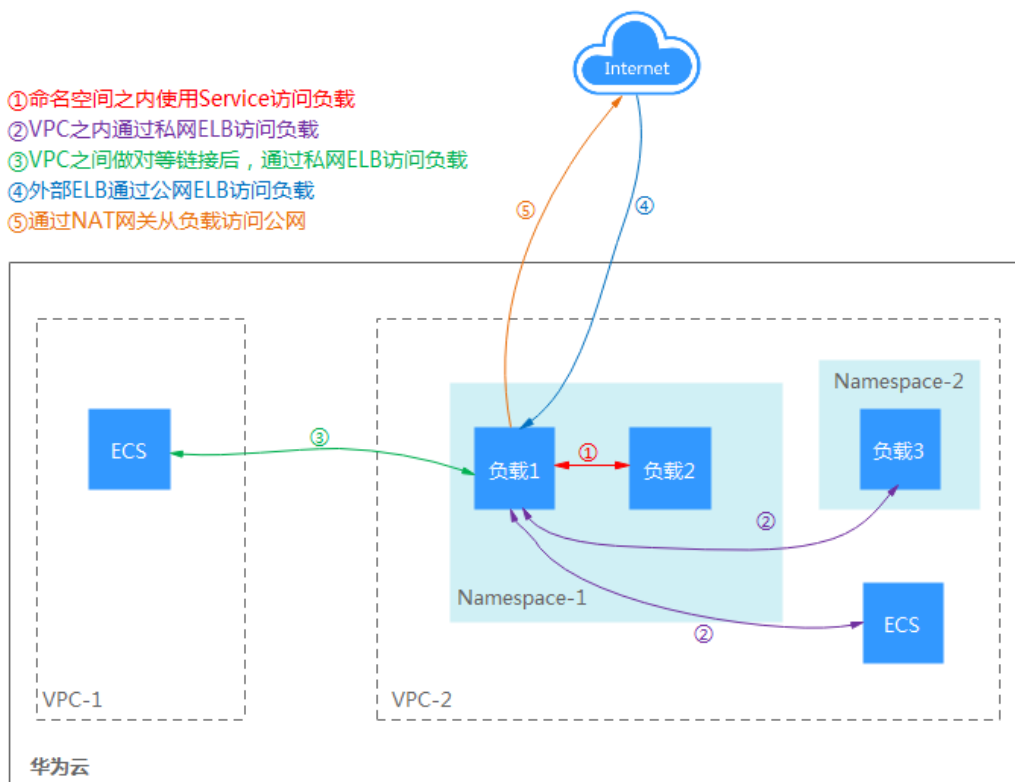 Internet
①命名空间之内使用Service访问负载
②VPC之内通过私网ELB访问负载
③VPC之间做对等链接后，通过私网ELB访问负载
④外部ELB通过公网ELB访问负载
⑤通过NAT网关从负载访问公网
⑤
④
Namespace-2
ECS
③
负载1
①
负载2
负载3
②
Namespace-1
②
ECS
VPC-1
VPC-2
华为云